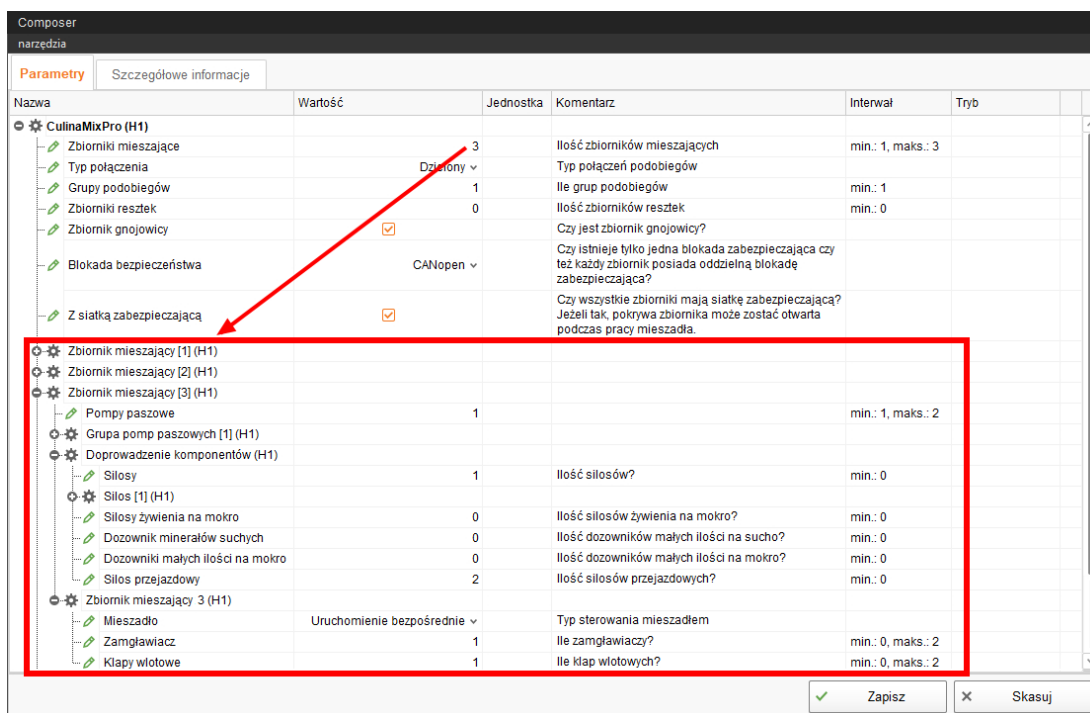 Composer
narzędzia
Parametry Szczegółowe informacje
Nazwa Wartość Jednostka Komentarz Interwał Tryb
CulinaMixPro (H1)
Zbiorniki mieszające 3 Ilość zbiorników mieszających min.: 1, maks.: 3
Typ połączenia Dzielony Typ połączeń podobiegów
Grupy podobiegów 1 Ile grup podobiegów min.: 1
Zbiorniki resztek 0 Ilość zbiorników resztek min.: 0
Zbiornik gnojowicy Czy jest zbiornik gnojowicy?
Blokada bezpieczeństwa CANopen Czy istnieje tylko jedna blokada zabezpieczająca czy
też każdy zbiornik posiada oddzielną blokadę
zabezpieczająca?
Z siatką zabezpieczającą Czy wszystkie zbiorniki mają siatkę zabezpieczającą?
Jeżeli tak, pokrywa zbiornika może zostać otwarta
podczas pracy mieszadła.
Zbiornik mieszający [1] (H1)
Zbiornik mieszający [2] (H1)
Zbiornik mieszający [3] (H1)
Pompy paszowe 1 min.: 1, maks.: 2
Grupa pomp paszowych [1] (H1)
Doprowadzenie komponentów (H1)
Silosy 1 Ilość silosów? min.: 0
Silos [1] (H1)
Silosy żywienia na mokro 0 Ilość silosów żywienia na mokro? min.: 0
Dozownik minerałów suchych 0 Ilość dozowników małych ilości na sucho? min.: 0
Dozowniki małych ilości na mokro 0 Ilość dozowników małych ilości na mokro? min.: 0
Silos przejazdowy 2 Ilość silosów przejazdowych? min.: 0
Zbiornik mieszający 3 (H1)
Mieszadło Uruchomienie bezpośrednie Typ sterowania mieszadłem
Zamgławiacz 1 Ile zamgławiaczy? min.: 0, maks.: 2
Klapy wlotowe 1 Ile klap wlotowych? min.: 0, maks.: 2
Zapisz Skasuj